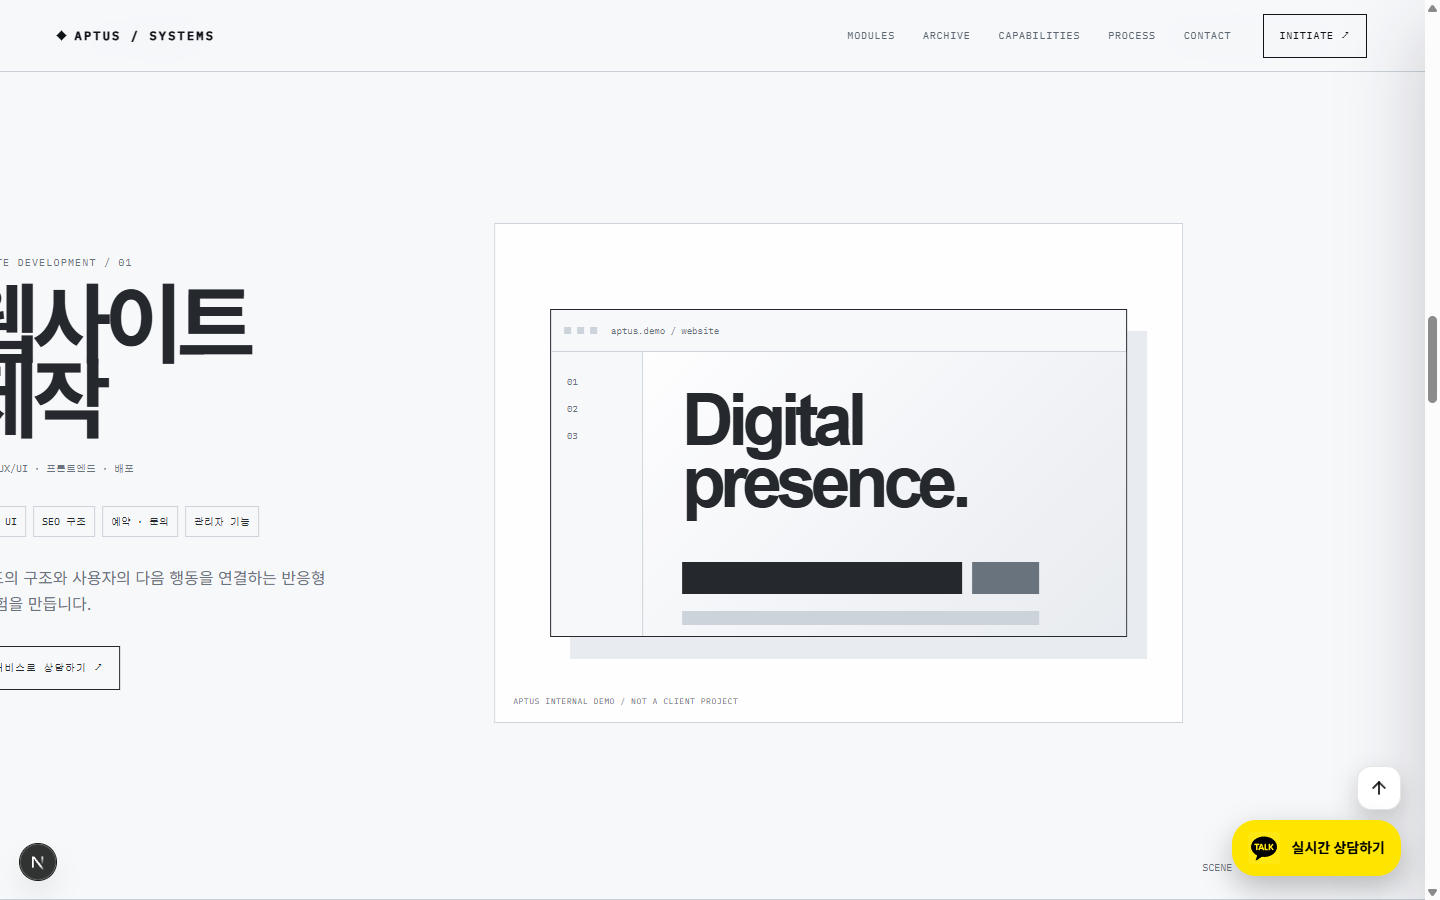 ◆ APTUS / SYSTEMS
MODULES
ARCHIVE
CAPABILITIES
PROCESS
CONTACT
INITIATE ↗
TE DEVELOPMENT / 01
웹사이트
제작
UX/UI · 프론트엔드 · 배포
UI
SEO 구조
예약 · 문의
관리자 기능
의 구조와 사용자의 다음 행동을 연결하는 반응형
험을 만듭니다.
비스로 상담하기 ↗
aptus.demo / website
01
02
03
Digital
presence.
APTUS INTERNAL DEMO / NOT A CLIENT PROJECT
N
SCENE
TALK
실시간 상담하기